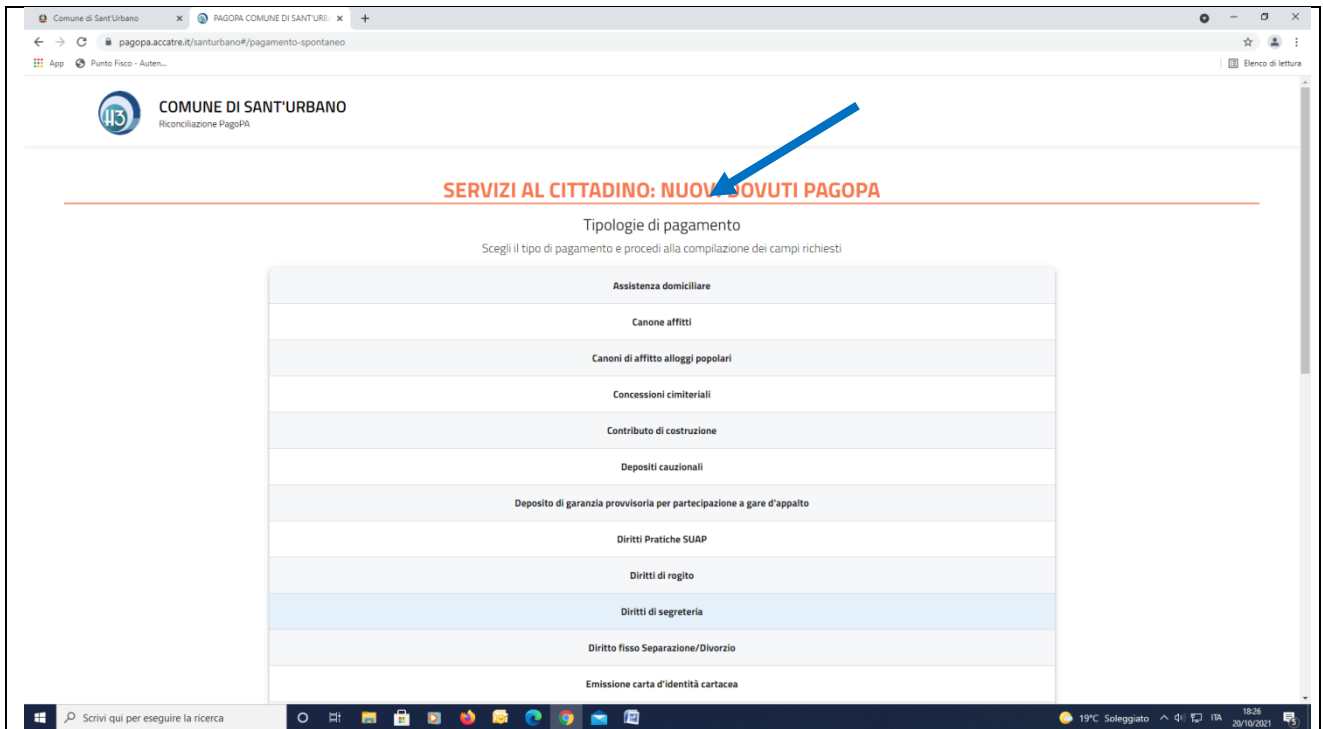 Comune di Sant'Urbano
PAGOPA COMUNE DI SANT'URB
pagopa.accatre.it/santurbano#/pagamento-spontaneo
App
Punto Fisco - Auten...
Elenco di lettura
H3
COMUNE DI SANT'URBANO
Riconciliazione PagoPA
SERVIZI AL CITTADINO: NUOVI DOVUTI PAGOPA
Tipologie di pagamento
Scegli il tipo di pagamento e procedi alla compilazione dei campi richiesti
Assistenza domiciliare
Canone affitti
Canoni di affitto alloggi popolari
Concessioni cimiteriali
Contributo di costruzione
Depositi cauzionali
Deposito di garanzia provvisoria per partecipazione a gare d'appalto
Diritti Pratiche SUAP
Diritti di rogito
Diritti di segreteria
Diritto fisso Separazione/Divorzio
Emissione carta d'identità cartacea
Scrivi qui per eseguire la ricerca
19°C Soleggiato
ITA
18:26
20/10/2021